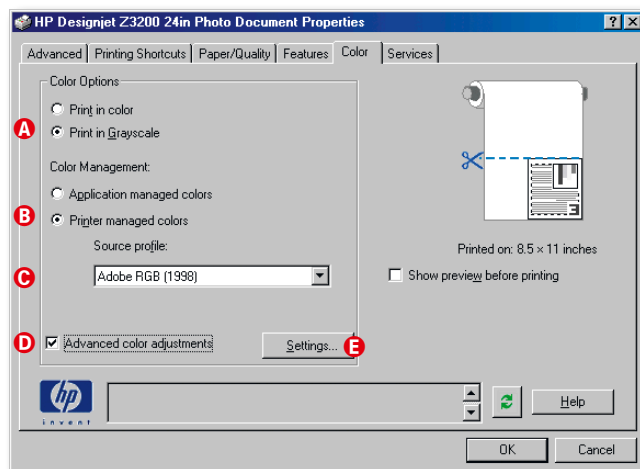 HP Designjet Z3200 24in Photo Document Properties
Advanced Printing Shortcuts Paper/Quality Features Color Services
Color Options
Print in color
A
Print in Grayscale
Color Management:
Application managed colors
B
Printer managed colors
Source profile:
C
Adobe RGB (1998)
D
Advanced color adjustments
Settings...
E
3
Printed on: 8.5 × 11 inches
Show preview before printing
hp
invent
Help
OK
Cancel